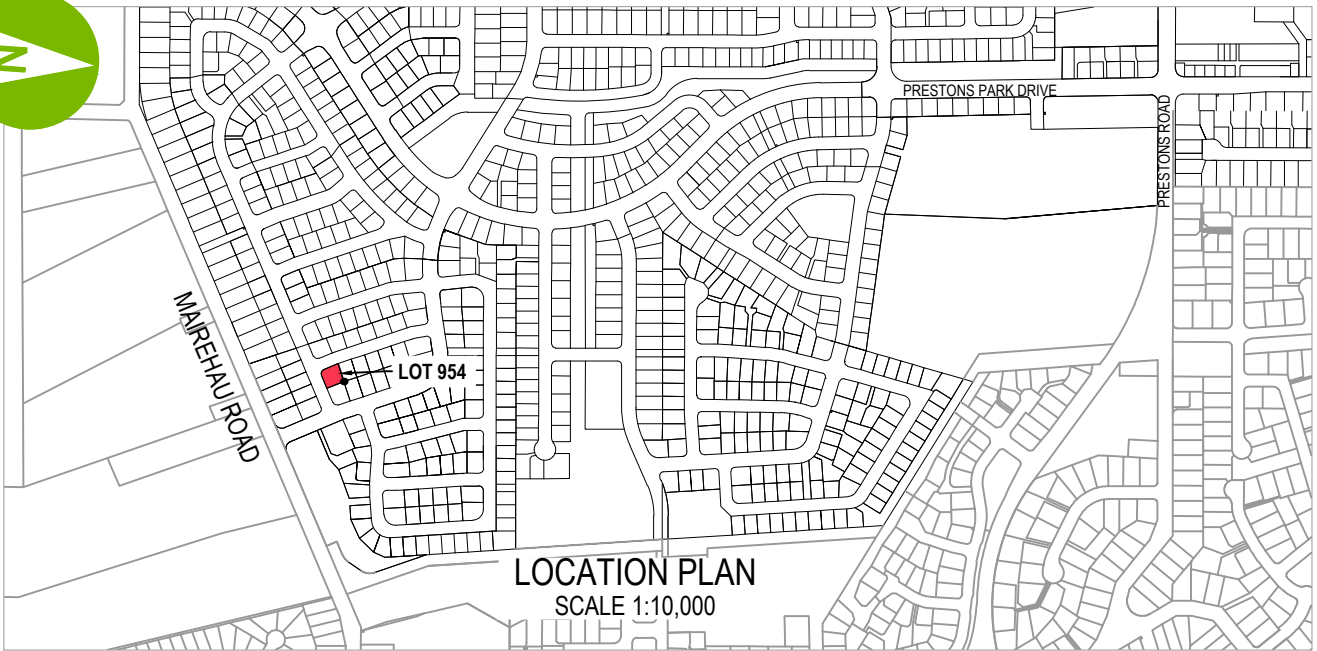 N
PRESTONS PARK DRIVE
PRESTONS ROAD
MAIREHAU ROAD
LOT 954
LOCATION PLAN
SCALE 1:10,000